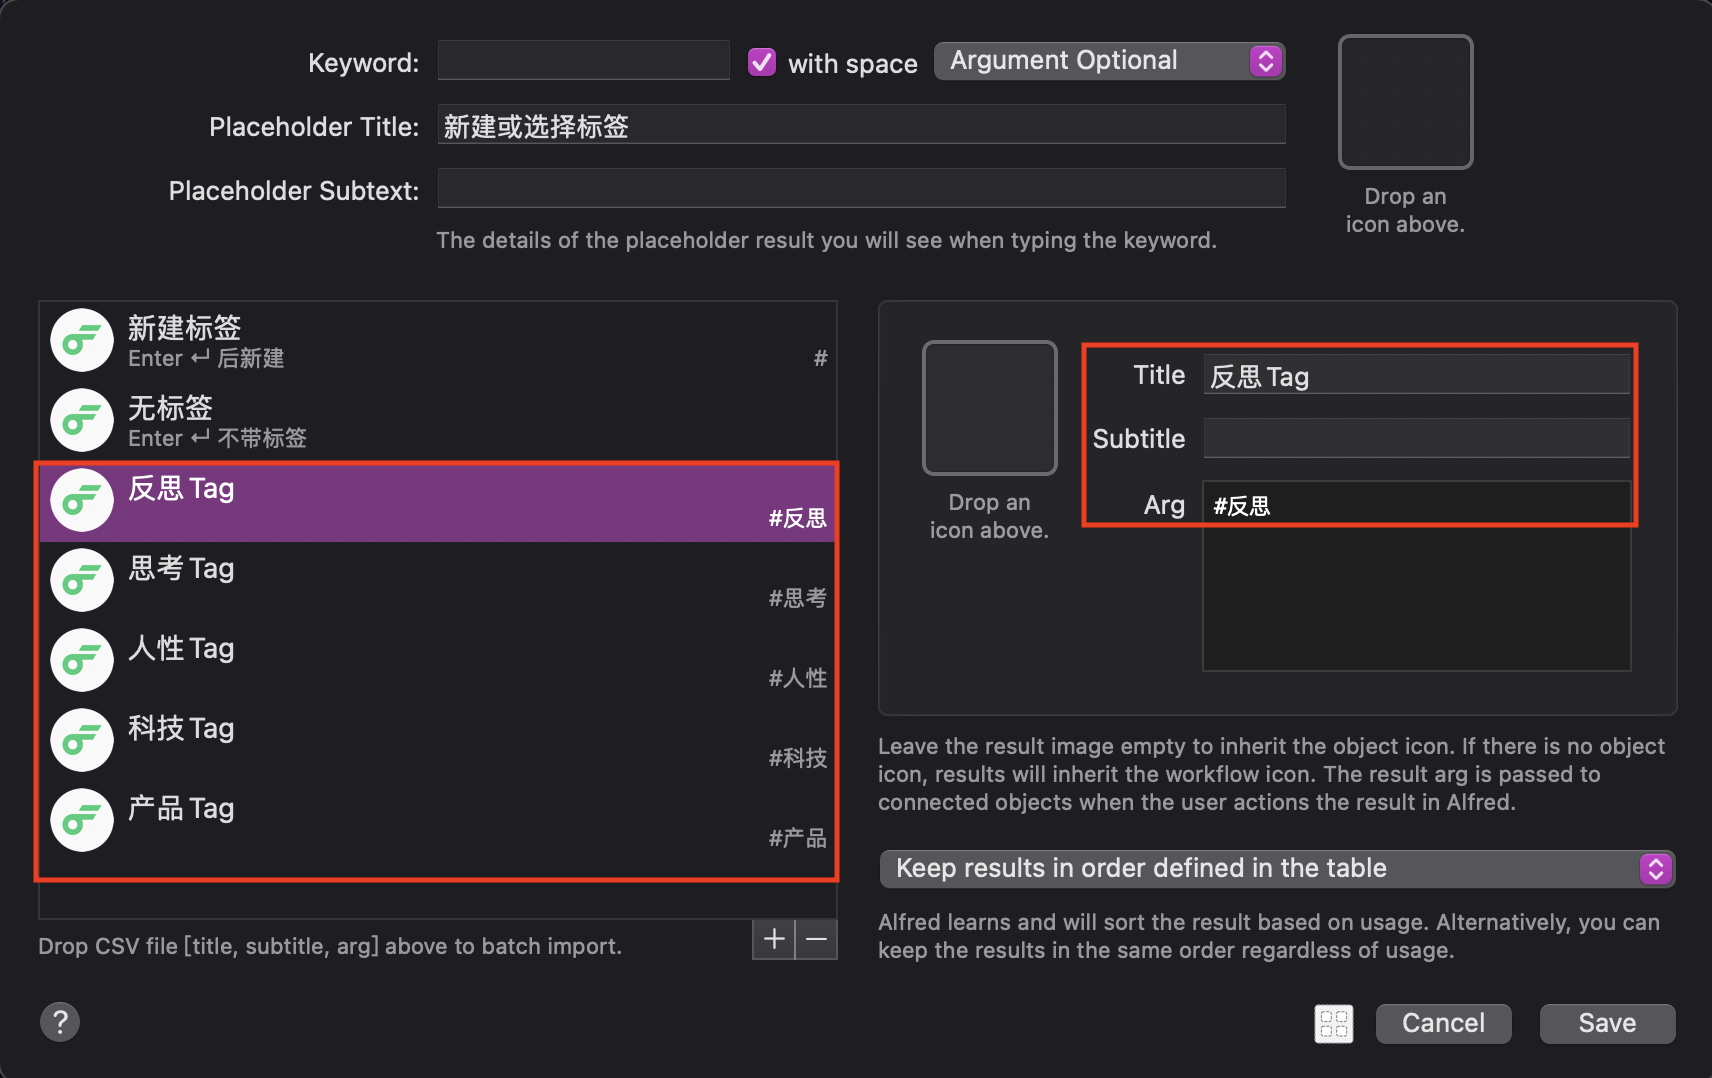 Keyword:
with space
Argument Optional
Placeholder Title:
新建或选择标签
Placeholder Subtext:
Drop an
icon above.
The details of the placeholder result you will see when typing the keyword.
新建标签
Enter ↵ 后新建
#
无标签
Enter ↵ 不带标签
反思 Tag
#反思
思考 Tag
#思考
人性 Tag
#人性
科技 Tag
#科技
产品 Tag
#产品
Drop CSV file [title, subtitle, arg] above to batch import.
Drop an
icon above.
Title
反思 Tag
Subtitle
Arg
#反思
Leave the result image empty to inherit the object icon. If there is no object
icon, results will inherit the workflow icon. The result arg is passed to
connected objects when the user actions the result in Alfred.
Keep results in order defined in the table
Alfred learns and will sort the result based on usage. Alternatively, you can
keep the results in the same order regardless of usage.
?
Cancel
Save